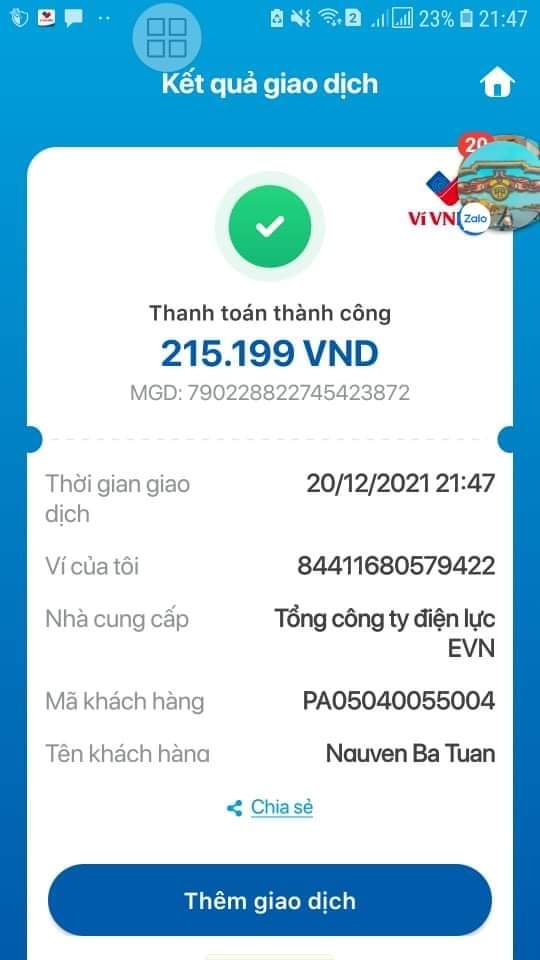 2 23% 21:47
Kết quả giao dịch
20
Ví VN
Zalo
Thanh toán thành công
215.199 VND
MGD: 790228822745423872
Thời gian giao dịch 20/12/2021 21:47
Ví của tôi 84411680579422
Nhà cung cấp Tổng công ty điện lực
EVN
Mã khách hàng PA05040055004
Tên khách hàng Nguyen Ba Tuan
Chia sẻ
Thêm giao dịch